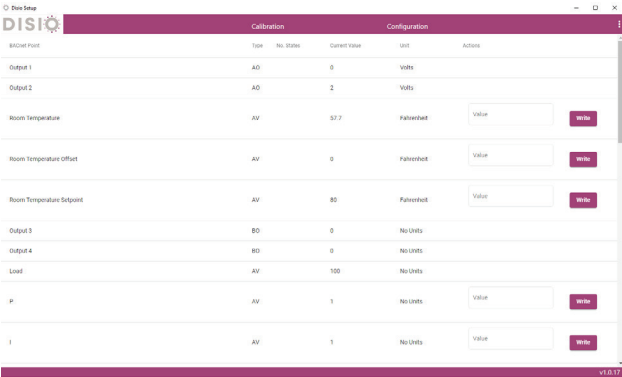 Disio Setup
DISIO
Calibration Configuration
BACnet Point Type No. States Current Value Unit Actions
Output 1 AO 0 Volts
Output 2 AO 2 Volts
Room Temperature AV 57.7 Fahrenheit Value Write
Room Temperature Offset AV 0 Fahrenheit Value Write
Room Temperature Setpoint AV 80 Fahrenheit Value Write
Output 3 BO 0 No Units
Output 4 BO 0 No Units
Load AV 100 No Units
P AV 1 No Units Value Write
I AV 1 No Units Value Write
v1.0.17